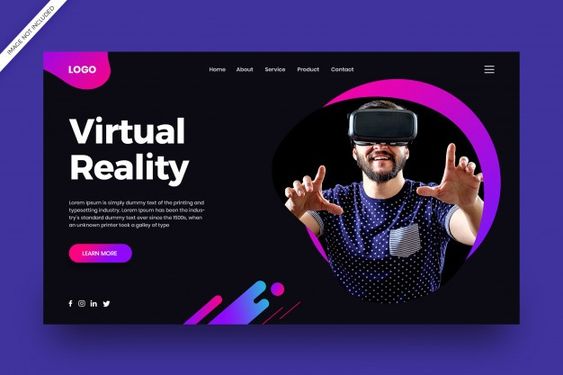 IMAGE NOT INCLUDED
LOGO
Home About Service Product Contact
Virtual
Reality
Lorem Ipsum is simply dummy text of the printing and
typesetting industry. Lorem Ipsum has been the indus-
try's standard dummy text ever since the 1500s, when
an unknown printer took a galley of type
LEARN MORE